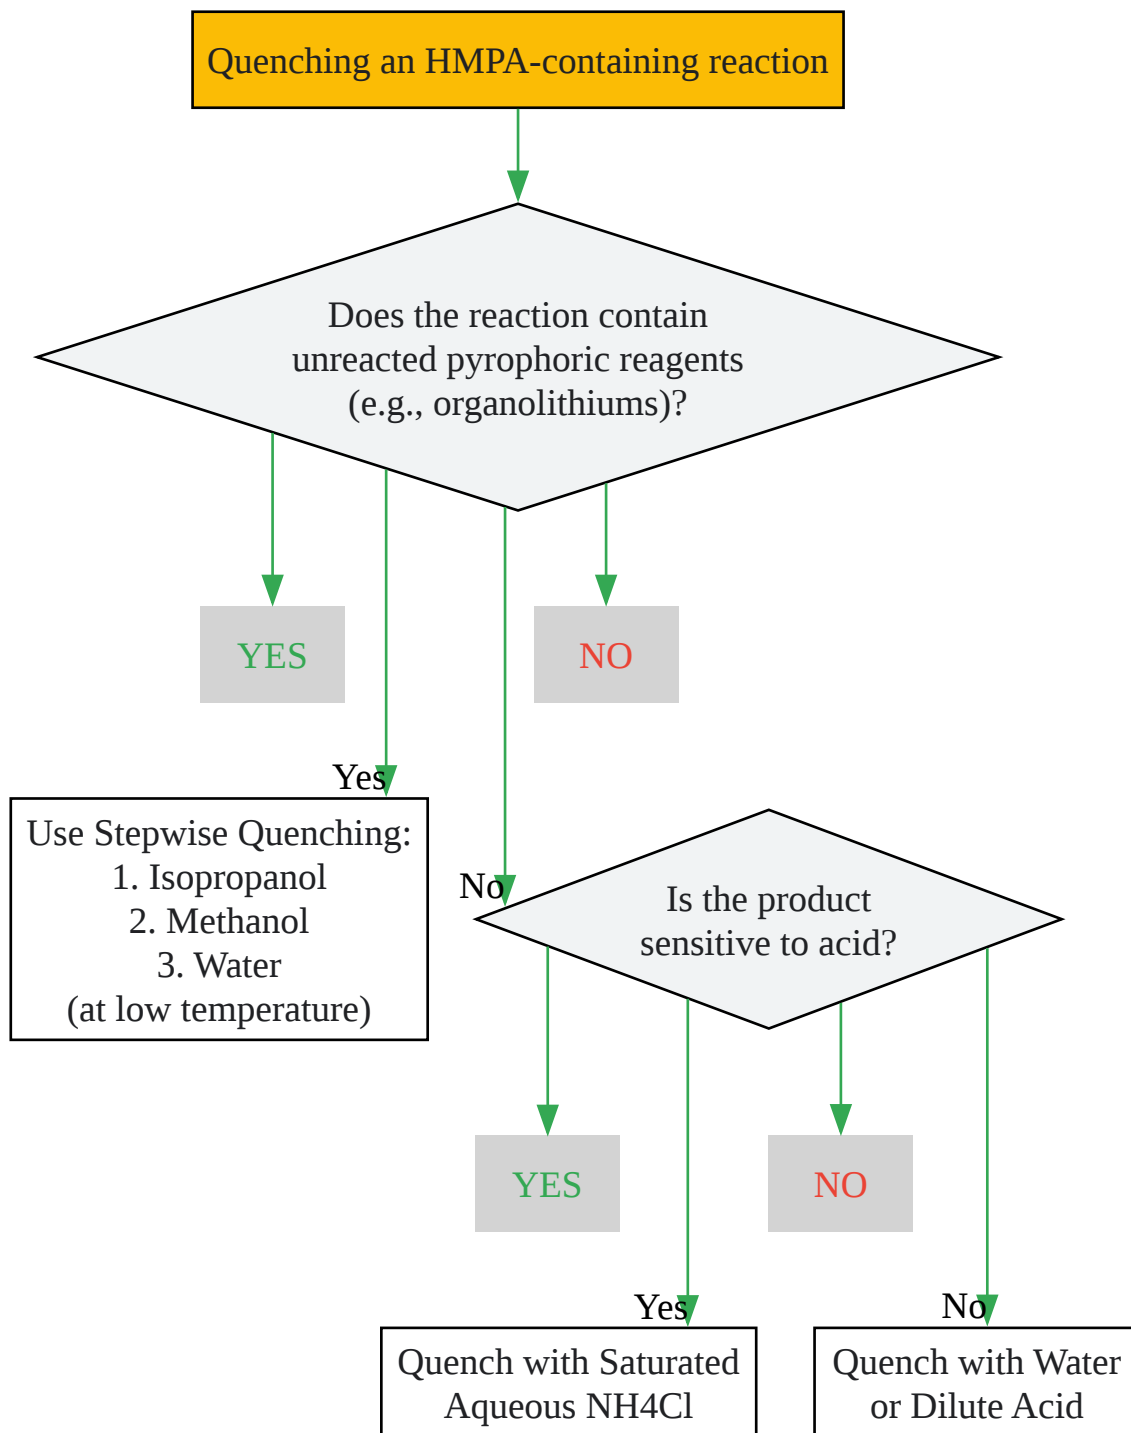 Quenching an HMPA-containing reaction
Does the reaction contain
unreacted pyrophoric reagents
(e.g., organolithiums)?
YES
NO
Yes
Use Stepwise Quenching:
1. Isopropanol
2. Methanol
3. Water
(at low temperature)
No
Is the product
sensitive to acid?
YES
NO
Yes
No
Quench with Saturated
Aqueous NH4Cl
Quench with Water
or Dilute Acid